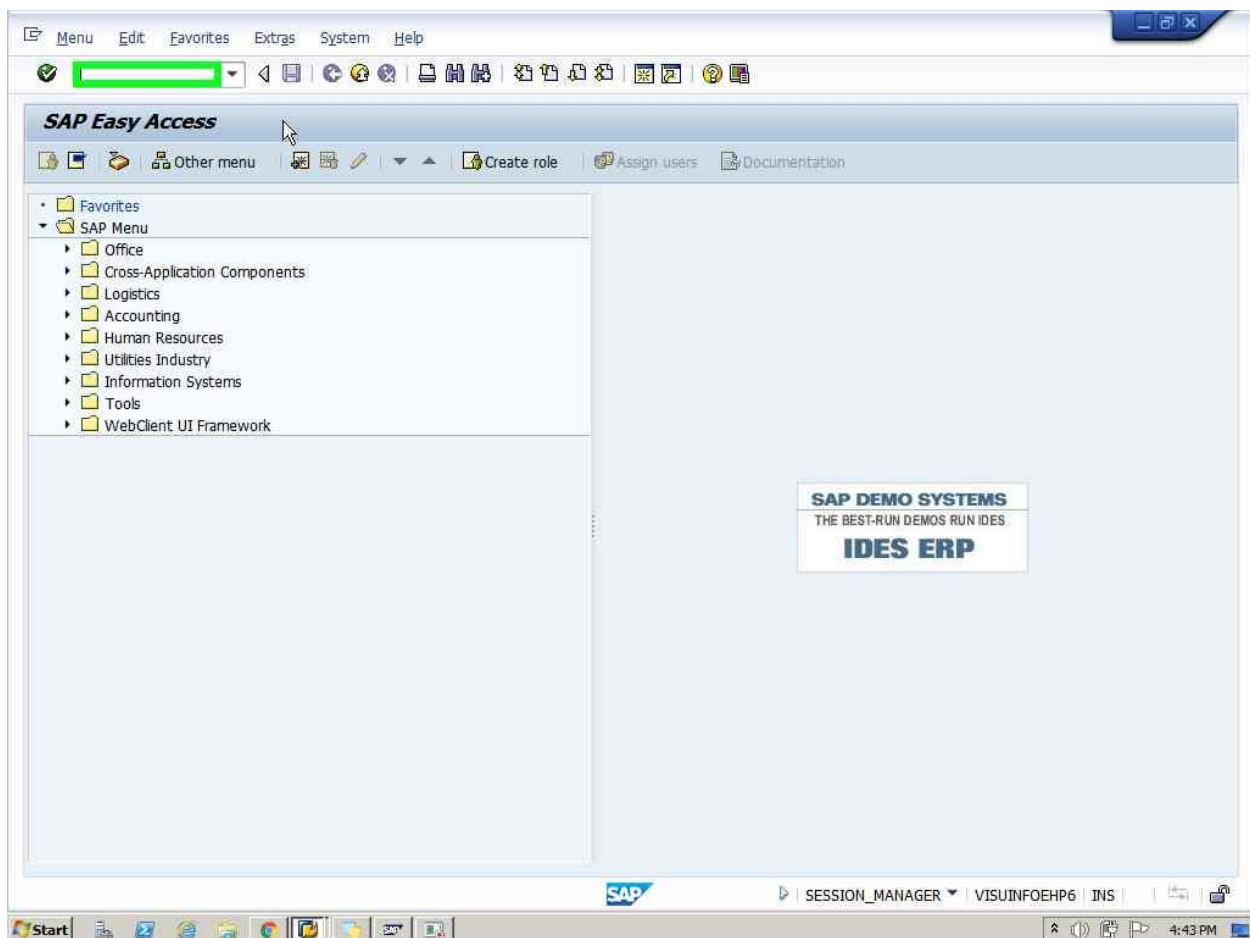 Menu Edit Favorites Extras System Help
SAP Easy Access
Other menu Create role Assign users Documentation
Favorites
SAP Menu
Office
Cross-Application Components
Logistics
Accounting
Human Resources
Utilities Industry
Information Systems
Tools
WebClient UI Framework
SAP DEMO SYSTEMS
THE BEST-RUN DEMOS RUN IDES
IDES ERP
SAP SESSION_MANAGER VISUINFOEHP6 INS
Start SAP 4:43 PM